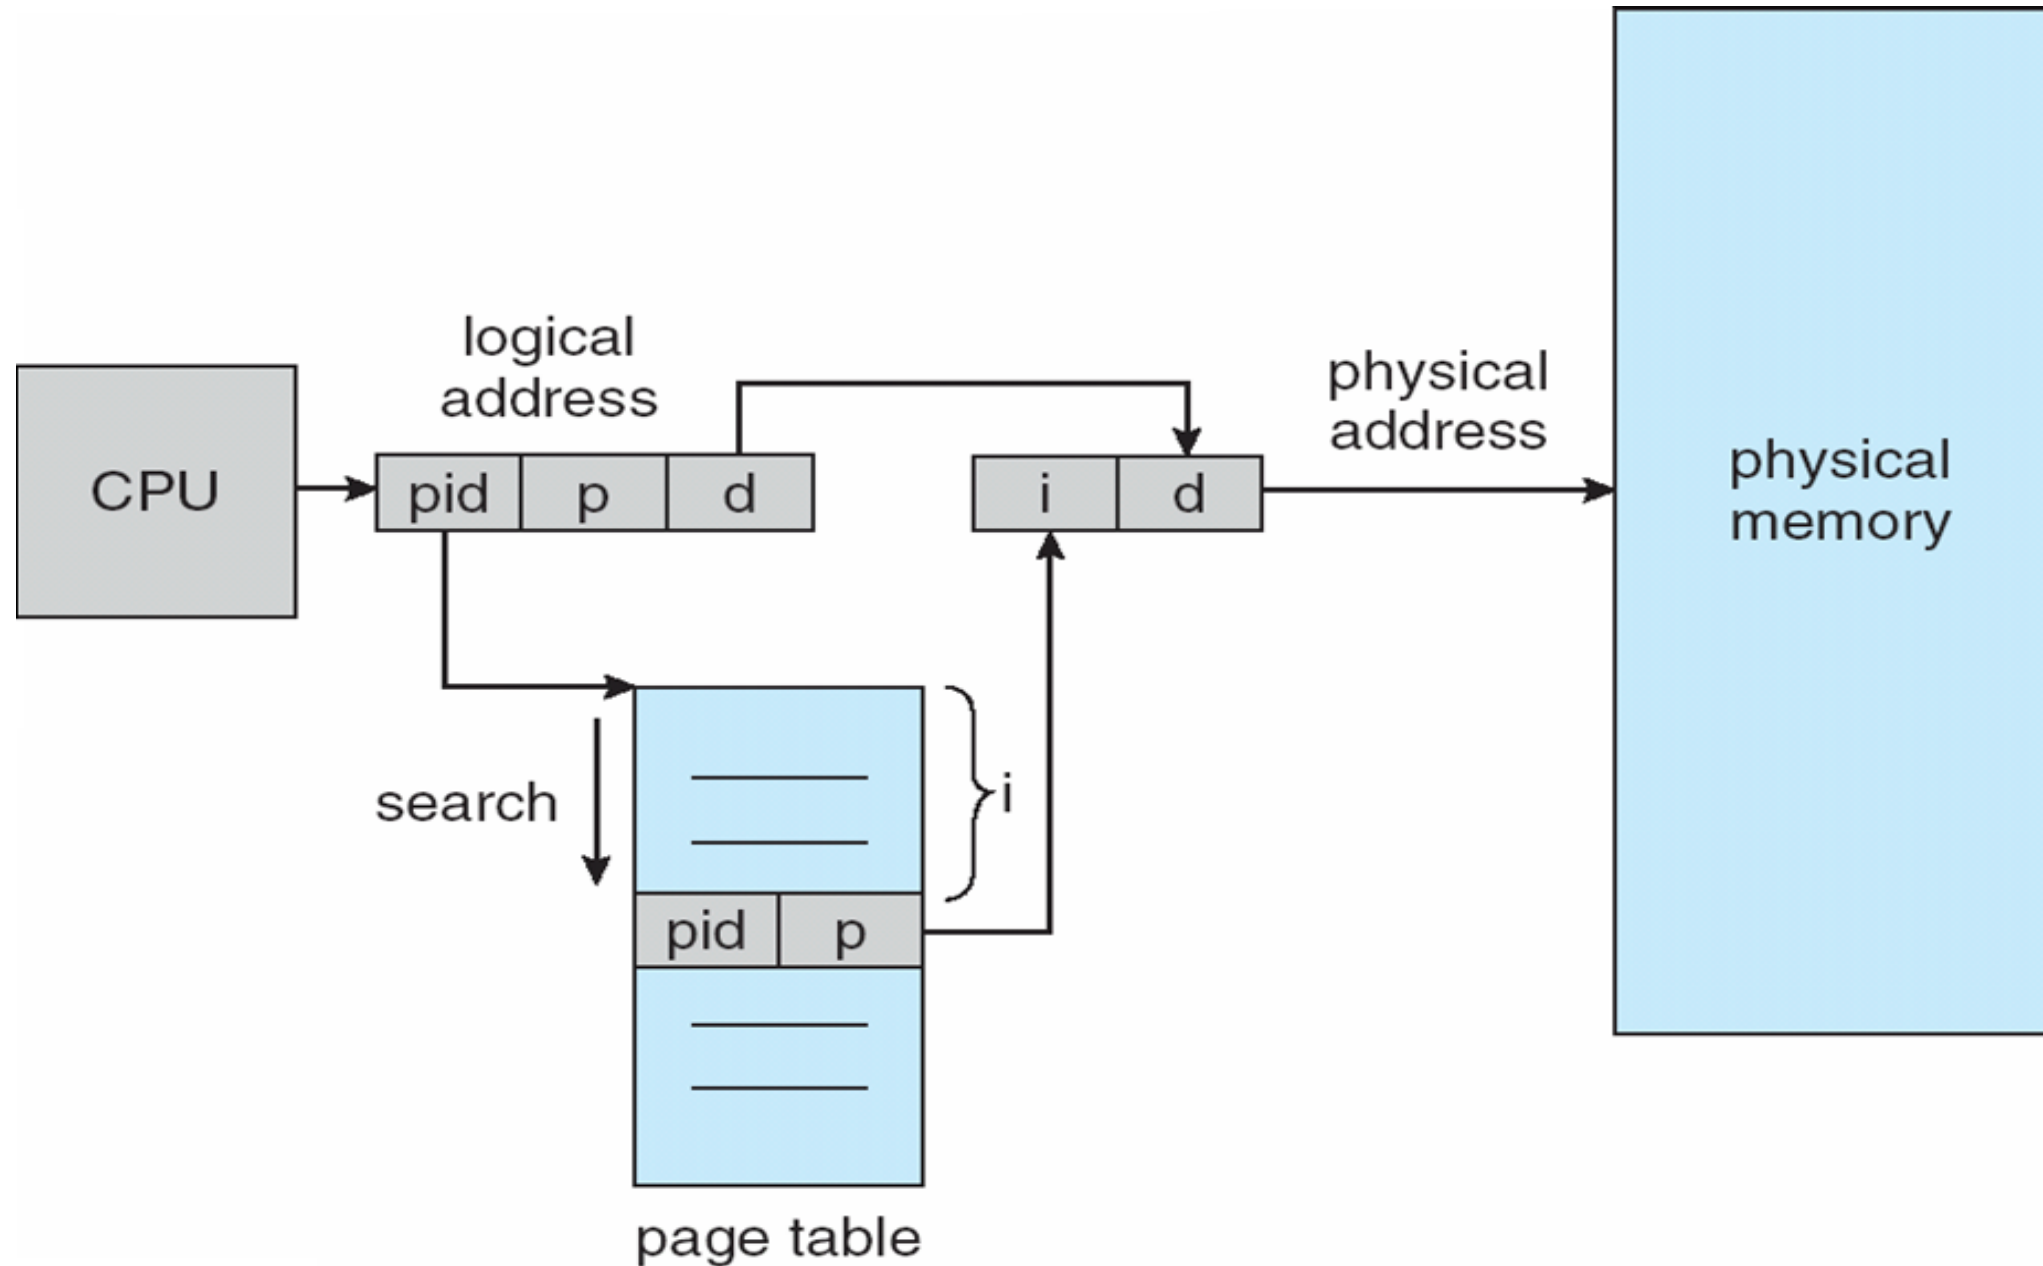 logical
address
CPU
pid
p
d
i
d
physical
address
physical
memory
search
i
pid
p
page table